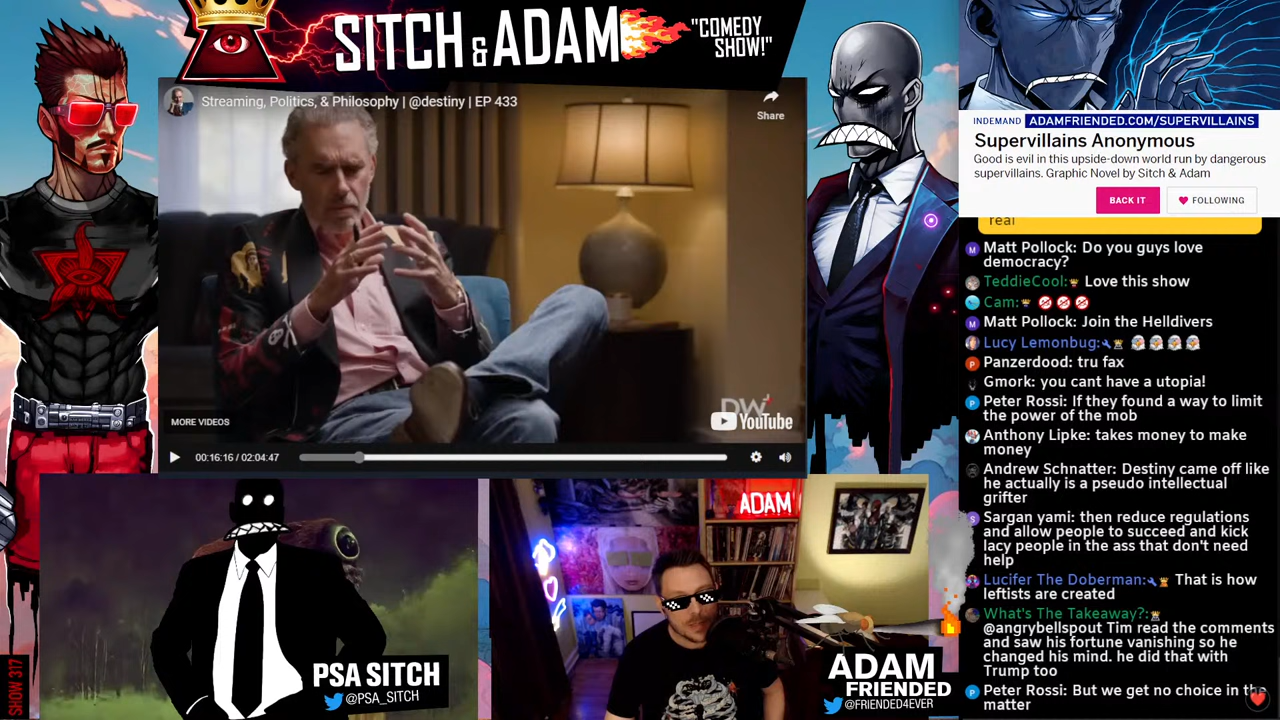 SITCH & ADAM
"COMEDY
SHOW!"
Streaming, Politics, & Philosophy | @destiny | EP 433
Share
MORE VIDEOS
DW+
YouTube
00:16:16 / 02:04:47
INDEMAND ADAMFRIENDED.COM/SUPERVILLAINS
Supervillains Anonymous
Good is evil in this upside-down world run by dangerous
supervillains. Graphic Novel by Sitch & Adam
BACK IT
FOLLOWING
real
Matt Pollock: Do you guys love
democracy?
TeddieCool: Love this show
Cam:
Matt Pollock: Join the Helldivers
Lucy Lemonbug:
Panzerdood: tru fax
Gmork: you cant have a utopia!
Peter Rossi: If they found a way to limit
the power of the mob
Anthony Lipke: takes money to make
money
Andrew Schnatter: Destiny came off like
he actually is a pseudo intellectual
grifter
Sargan yami: then reduce regulations
and allow people to succeed and kick
lacy people in the ass that don't need
help
Lucifer The Doberman: That is how
leftists are created
What's The Takeaway?:
@angrybellspout Tim read the comments
and saw his fortune vanishing so he
changed his mind. he did that with
Trump too
Peter Rossi: But we get no choice in the
matter
SHOW 317
PSA SITCH
@PSA_SITCH
ADAM
ADAM
FRIENDED
@FRIENDED4EVER